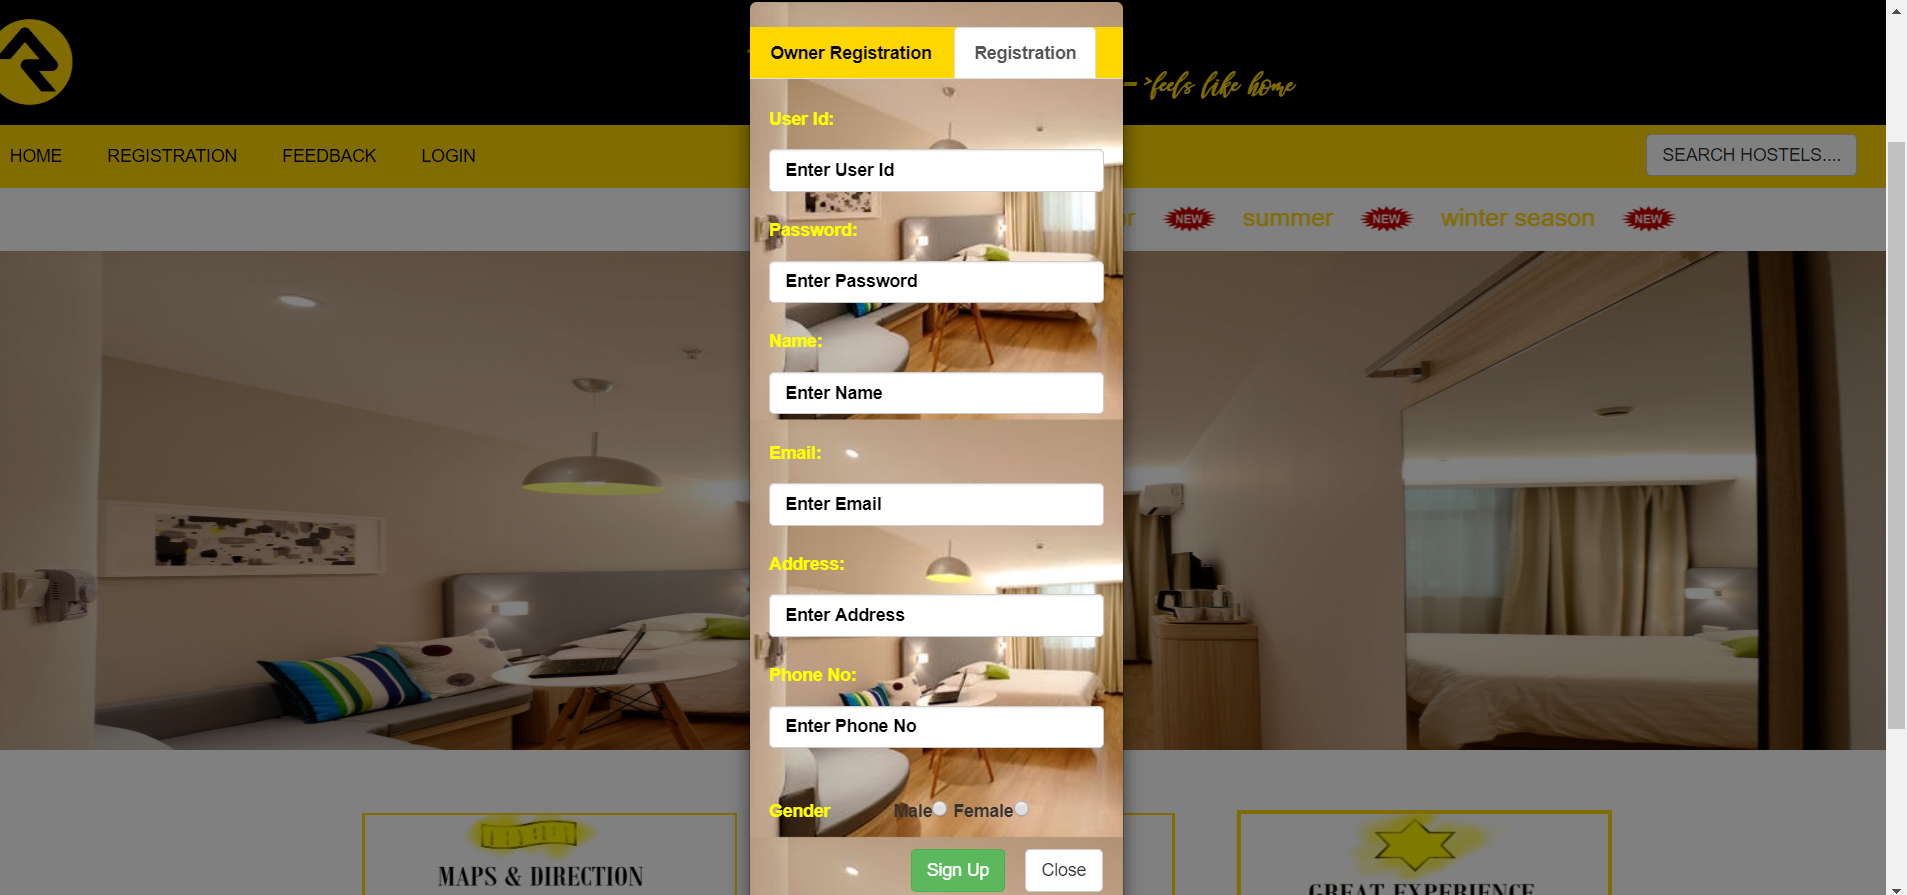 Owner Registration Registration
->feels like home
HOME REGISTRATION FEEDBACK LOGIN
SEARCH HOSTELS....
NEW summer NEW winter season NEW
User Id:
Enter User Id
Password:
Enter Password
Name:
Enter Name
Email:
Enter Email
Address:
Enter Address
Phone No:
Enter Phone No
Gender Male Female
Sign Up Close
MAPS & DIRECTION
GREAT EXPERIENCE